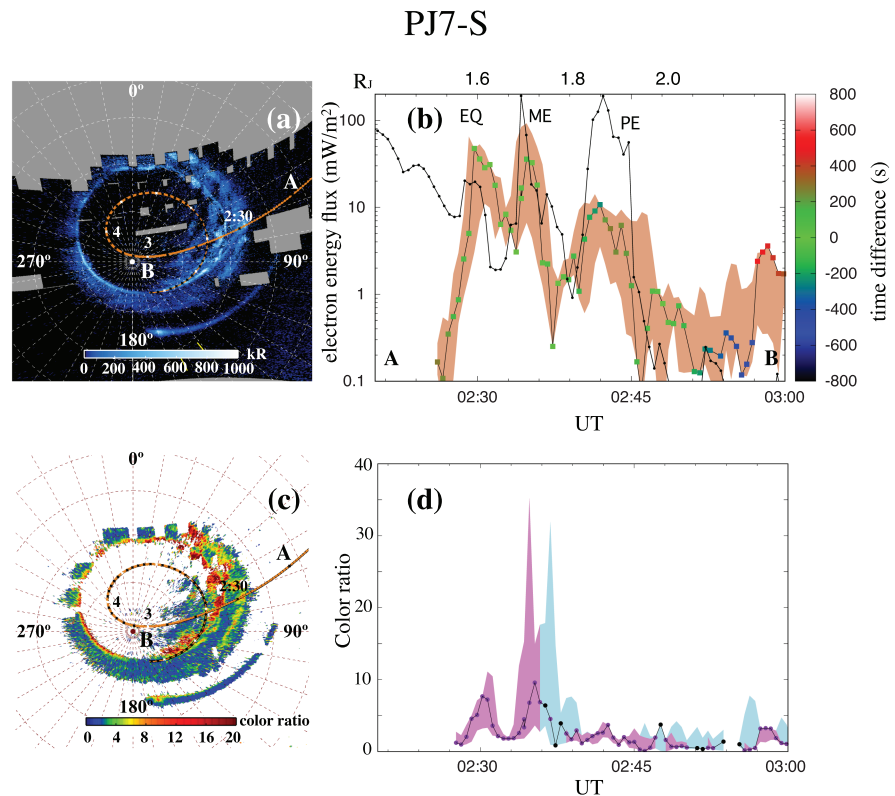 PJ7-S
0º
(a)
A
2:30
4
3
B
270º
90º
180º
kR
0 200 400 600 800 1000
R_J 1.6 1.8 2.0
(b)
EQ ME PE
electron energy flux (mW/m²)
100
10
1
0.1
A
B
02:30 02:45 03:00
UT
800
600
400
200
0
-200
-400
-600
-800
time difference (s)
0º
(c)
A
2:30
4
3
B
270º
90º
180º
color ratio
0 4 8 12 16 20
(d)
Color ratio
40
30
20
10
0
02:30 02:45 03:00
UT